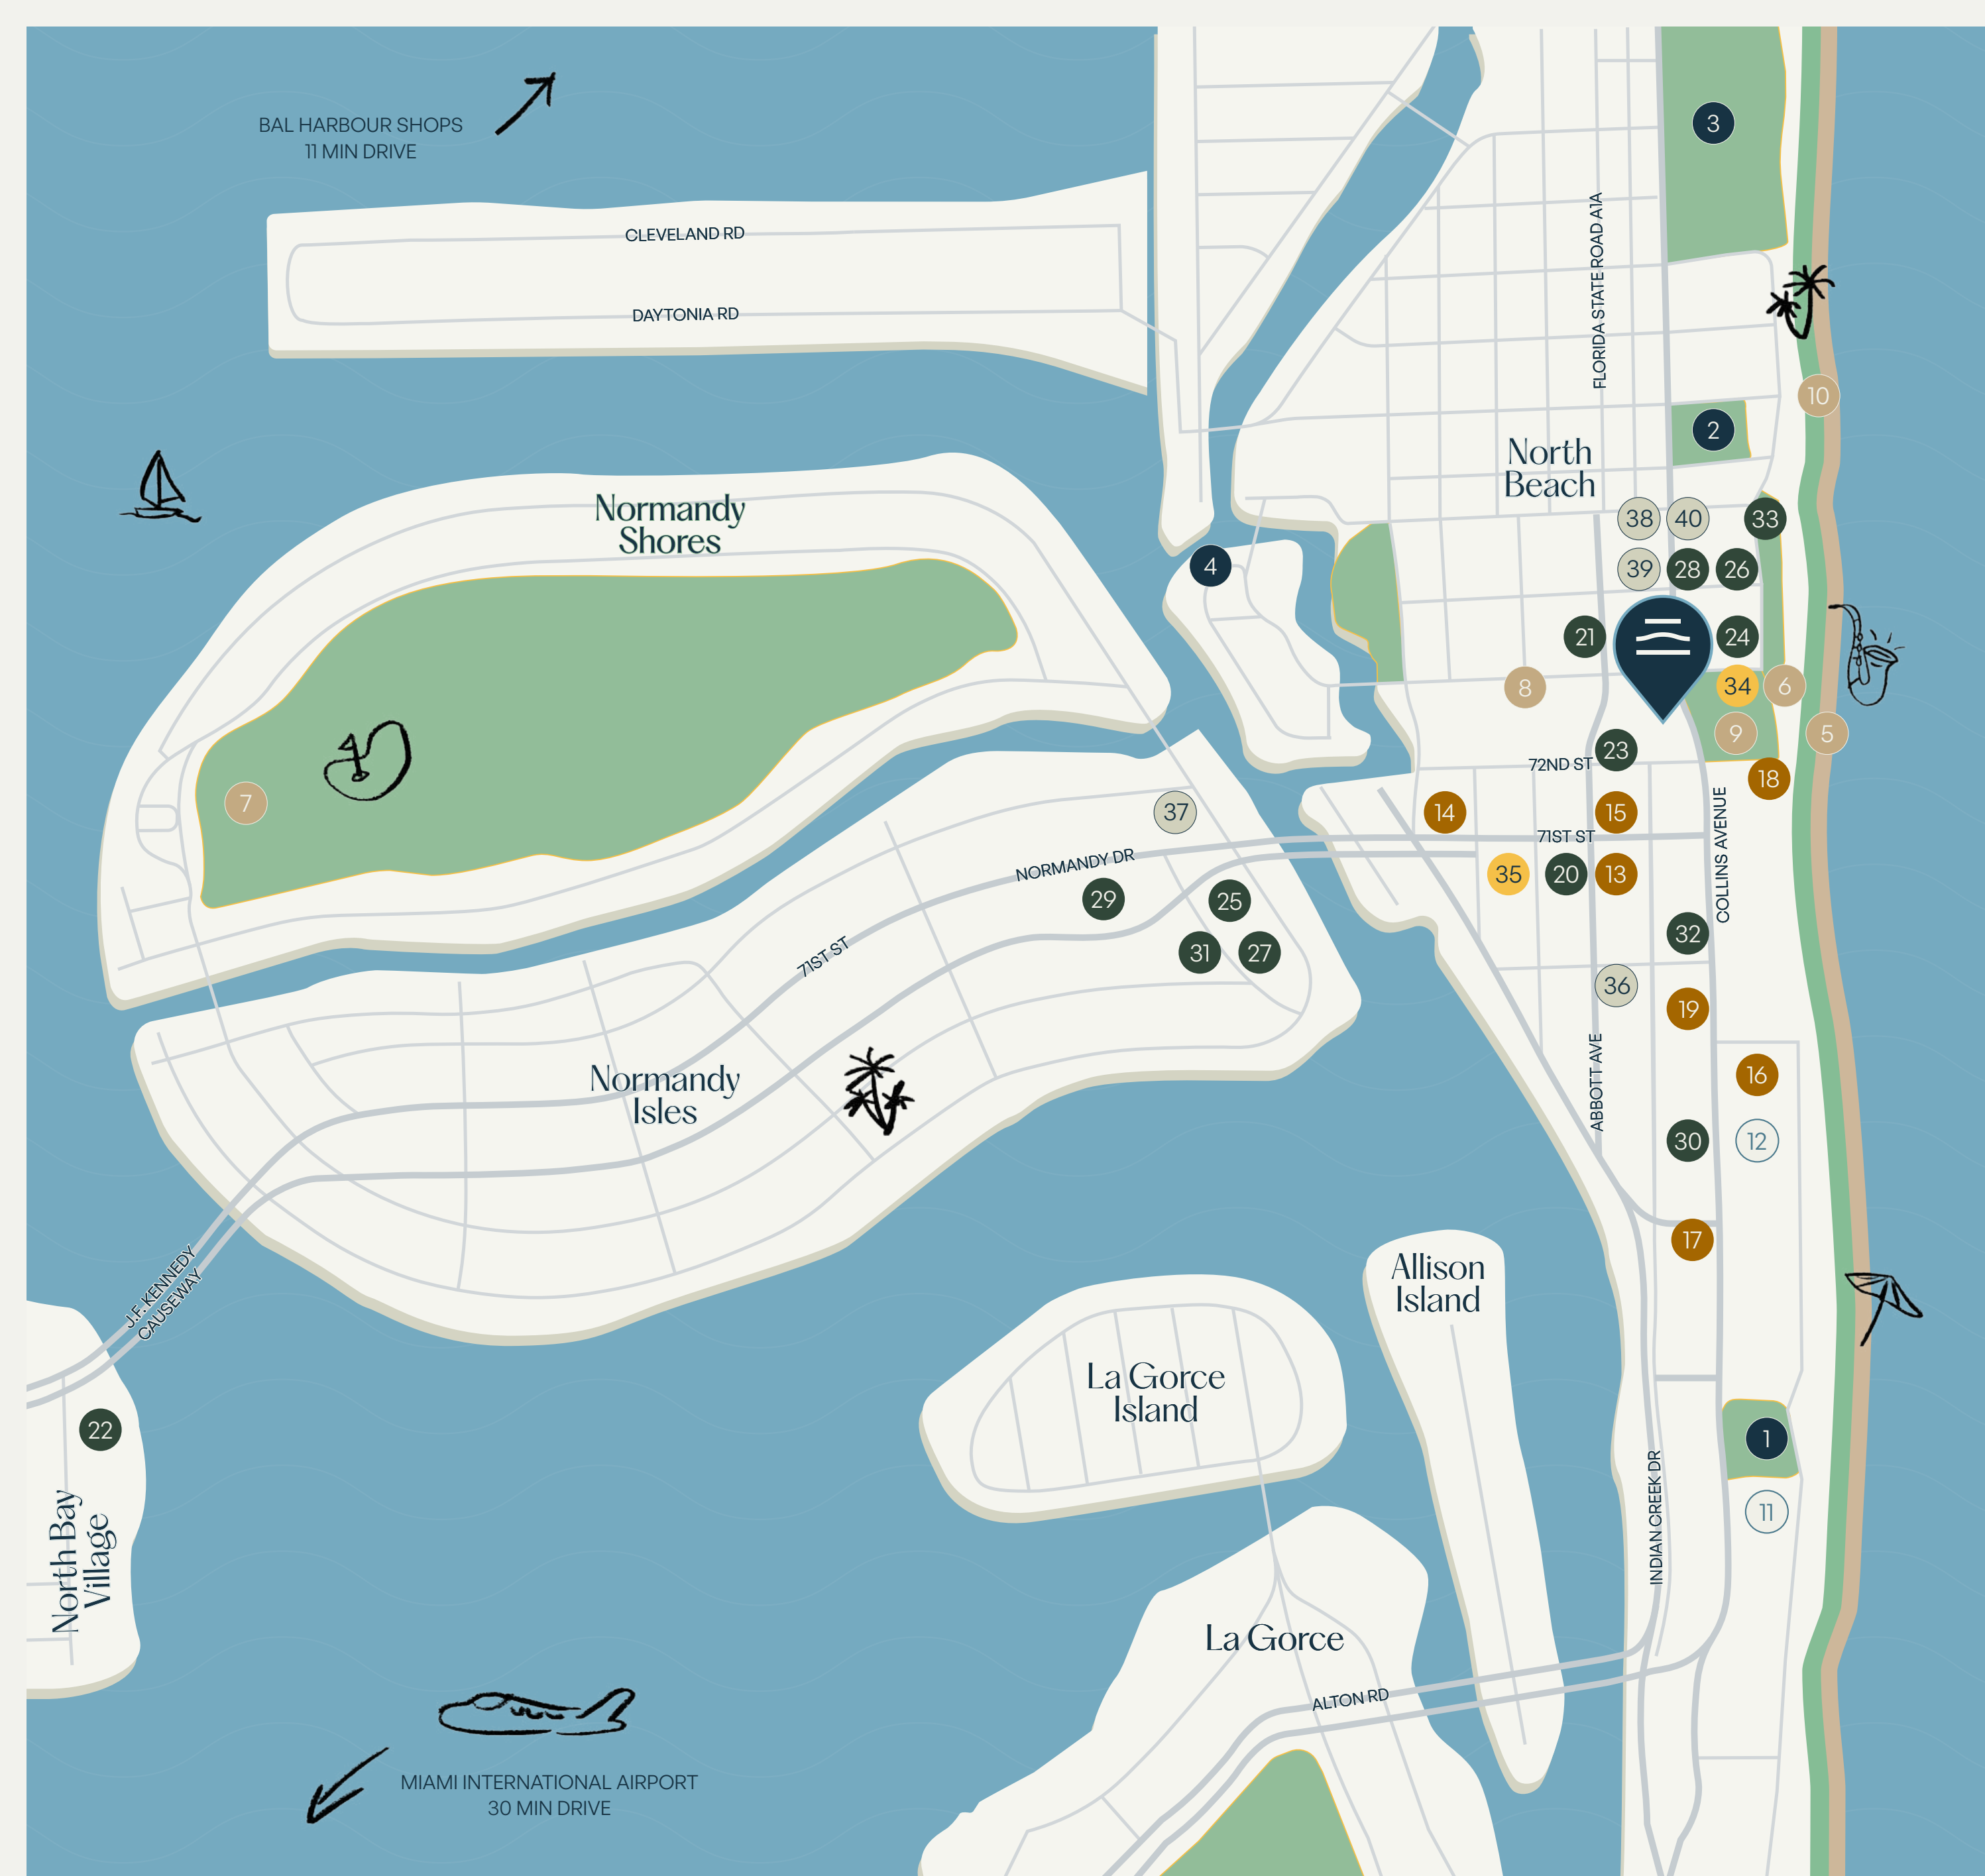 BAL HARBOUR SHOPS
11 MIN DRIVE
3
CLEVELAND RD
FLORIDA STATE ROAD A1A
DAYTONIA RD
10
2
North
Beach
Normandy
Shores
38
40
33
4
39
28
26
21
24
8
34
6
9
5
23
72ND ST
18
7
37
14
15
71ST ST
COLLINS AVENUE
NORMANDY DR
35
20
13
29
25
32
71ST ST
31
27
36
19
Normandy
Isles
ABBOTT AVE
16
30
12
17
J.F. KENNEDY
CAUSEWAY
Allison
Island
La Gorce
Island
22
1
North Bay
Village
INDIAN CREEK DR
11
La Gorce
ALTON RD
MIAMI INTERNATIONAL AIRPORT
30 MIN DRIVE